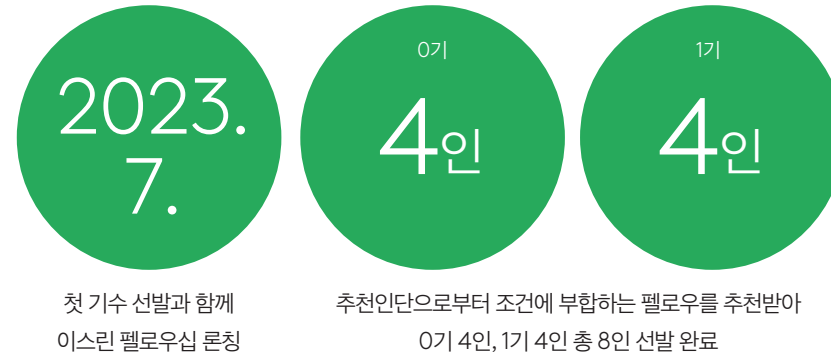 2023.
7.
첫 기수 선발과 함께
이스린 펠로우십 론칭
0기
4인
1기
4인
추천인단으로부터 조건에 부합하는 펠로우를 추천받아
0기 4인, 1기 4인 총 8인 선발 완료